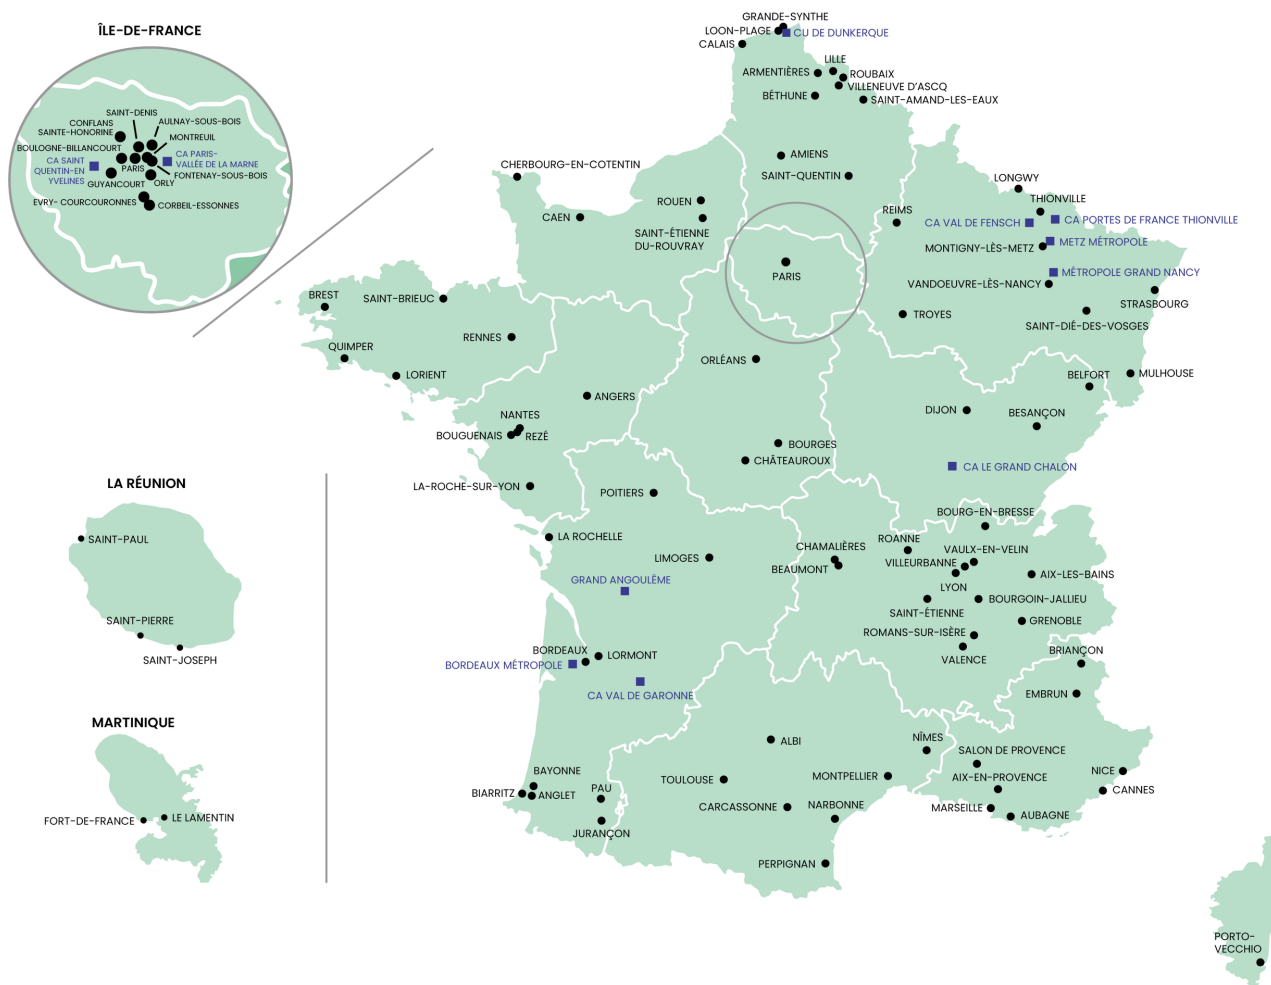 ÎLE-DE-FRANCE
SAINT-DENIS
AULNAY-SOUS-BOIS
CONFLANS
SAINTE-HONORINE
MONTREUIL
BOULOGNE-BILLANCOURT
CA PARIS-
VALLÉE DE LA MARNE
CA SAINT
QUENTIN-EN
YVELINES
PARIS
FONTENAY-SOUS-BOIS
GUYANCOURT
ORLY
EVRY- COURCOURONNES
CORBEIL-ESSONNES
GRANDE-SYNTHE
LOON-PLAGE
CU DE DUNKERQUE
CALAIS
LILLE
ARMENTIÈRES
ROUBAIX
VILLENEUVE D'ASCQ
BÉTHUNE
SAINT-AMAND-LES-EAUX
AMIENS
CHERBOURG-EN-COTENTIN
SAINT-QUENTIN
LONGWY
THIONVILLE
ROUEN
REIMS
CAEN
CA VAL DE FENSCH
CA PORTES DE FRANCE THIONVILLE
SAINT-ÉTIENNE
DU-ROUVRAY
METZ MÉTROPOLE
MONTIGNY-LÈS-METZ
PARIS
MÉTROPOLE GRAND NANCY
VANDOEUVRE-LÈS-NANCY
BREST
SAINT-BRIEUC
STRASBOURG
TROYES
SAINT-DIÉ-DES-VOSGES
RENNES
QUIMPER
ORLÉANS
LORIENT
BELFORT
MULHOUSE
ANGERS
DIJON
BESANÇON
NANTES
BOUGUENAIS
REZÉ
BOURGES
CHÂTEAUROUX
CA LE GRAND CHALON
LA-ROCHE-SUR-YON
POITIERS
BOURG-EN-BRESSE
LA ROCHELLE
ROANNE
CHAMALIÈRES
VAULX-EN-VELIN
LIMOGES
VILLEURBANNE
BEAUMONT
AIX-LES-BAINS
GRAND ANGOULÊME
LYON
BOURGOIN-JALLIEU
SAINT-ÉTIENNE
GRENOBLE
ROMANS-SUR-ISÈRE
BORDEAUX
LORMONT
BRIANÇON
BORDEAUX MÉTROPOLE
VALENCE
CA VAL DE GARONNE
EMBRUN
NÎMES
ALBI
SALON DE PROVENCE
BAYONNE
TOULOUSE
MONTPELLIER
AIX-EN-PROVENCE
NICE
BIARRITZ
ANGLET
PAU
CANNES
CARCASSONNE
NARBONNE
MARSEILLE
AUBAGNE
JURANÇON
PERPIGNAN
PORTO-
VECCHIO
LA RÉUNION
SAINT-PAUL
SAINT-PIERRE
SAINT-JOSEPH
MARTINIQUE
FORT-DE-FRANCE
LE LAMENTIN